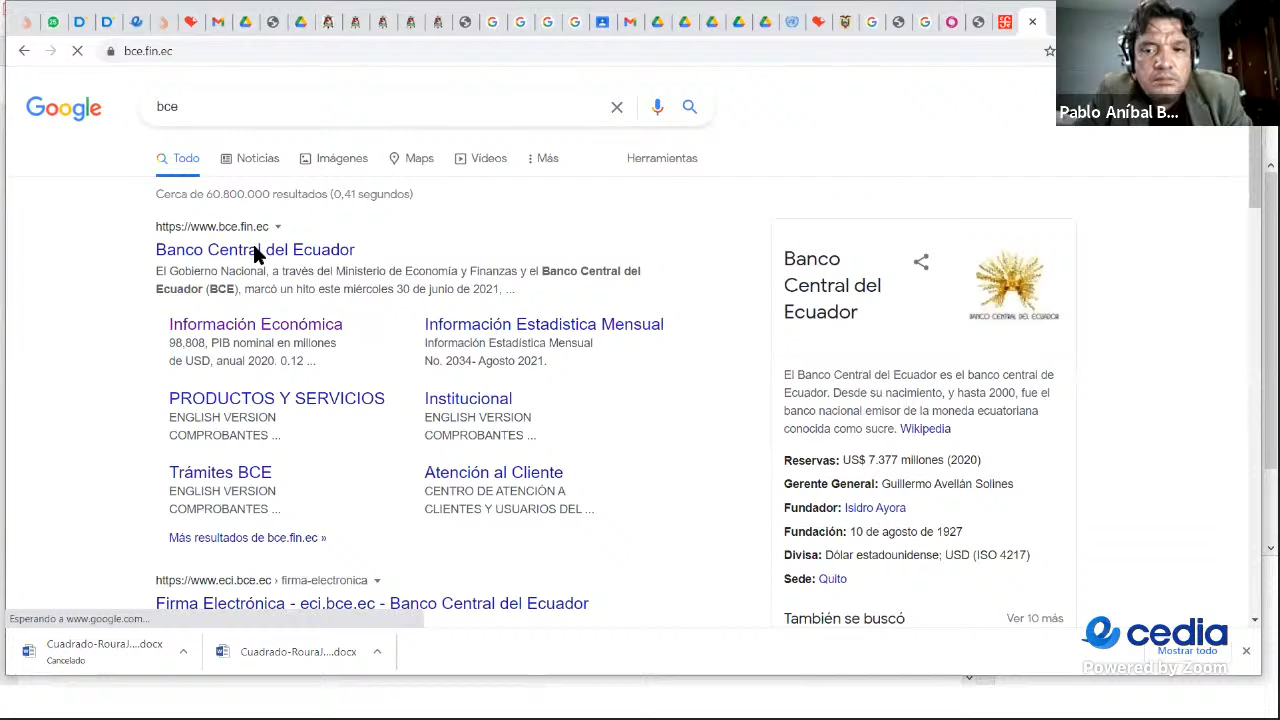 bce.fin.ec
Pablo Aníbal B...
Google
bce
Todo
Noticias
Imágenes
Maps
Vídeos
Más
Herramientas
Cerca de 60.800.000 resultados (0,41 segundos)
https://www.bce.fin.ec
Banco Central del Ecuador
El Gobierno Nacional, a través del Ministerio de Economía y Finanzas y el Banco Central del
Ecuador (BCE), marcó un hito este miércoles 30 de junio de 2021, ...
Información Económica
98,808, PIB nominal en millones
de USD, anual 2020. 0.12 ...
Información Estadistica Mensual
Información Estadística Mensual
No. 2034- Agosto 2021.
PRODUCTOS Y SERVICIOS
ENGLISH VERSION
COMPROBANTES ...
Institucional
ENGLISH VERSION
COMPROBANTES ...
Trámites BCE
ENGLISH VERSION
COMPROBANTES ...
Atención al Cliente
CENTRO DE ATENCIÓN A
CLIENTES Y USUARIOS DEL ...
Más resultados de bce.fin.ec »
https://www.eci.bce.ec › firma-electronica
Firma Electrónica - eci.bce.ec - Banco Central del Ecuador
Banco
Central del
Ecuador
BANCO CENTRAL DEL ECUADOR
El Banco Central del Ecuador es el banco central de
Ecuador. Desde su nacimiento, y hasta 2000, fue el
banco nacional emisor de la moneda ecuatoriana
conocida como sucre. Wikipedia
Reservas: US$ 7.377 millones (2020)
Gerente General: Guillermo Avellán Solines
Fundador: Isidro Ayora
Fundación: 10 de agosto de 1927
Divisa: Dólar estadounidense; USD (ISO 4217)
Sede: Quito
También se buscó
Ver 10 más
Esperando a www.google.com...
Cuadrado-RouraJ....docx
Cancelado
Cuadrado-RouraJ....docx
cedia
Mostrar todo
Powered by Zoom